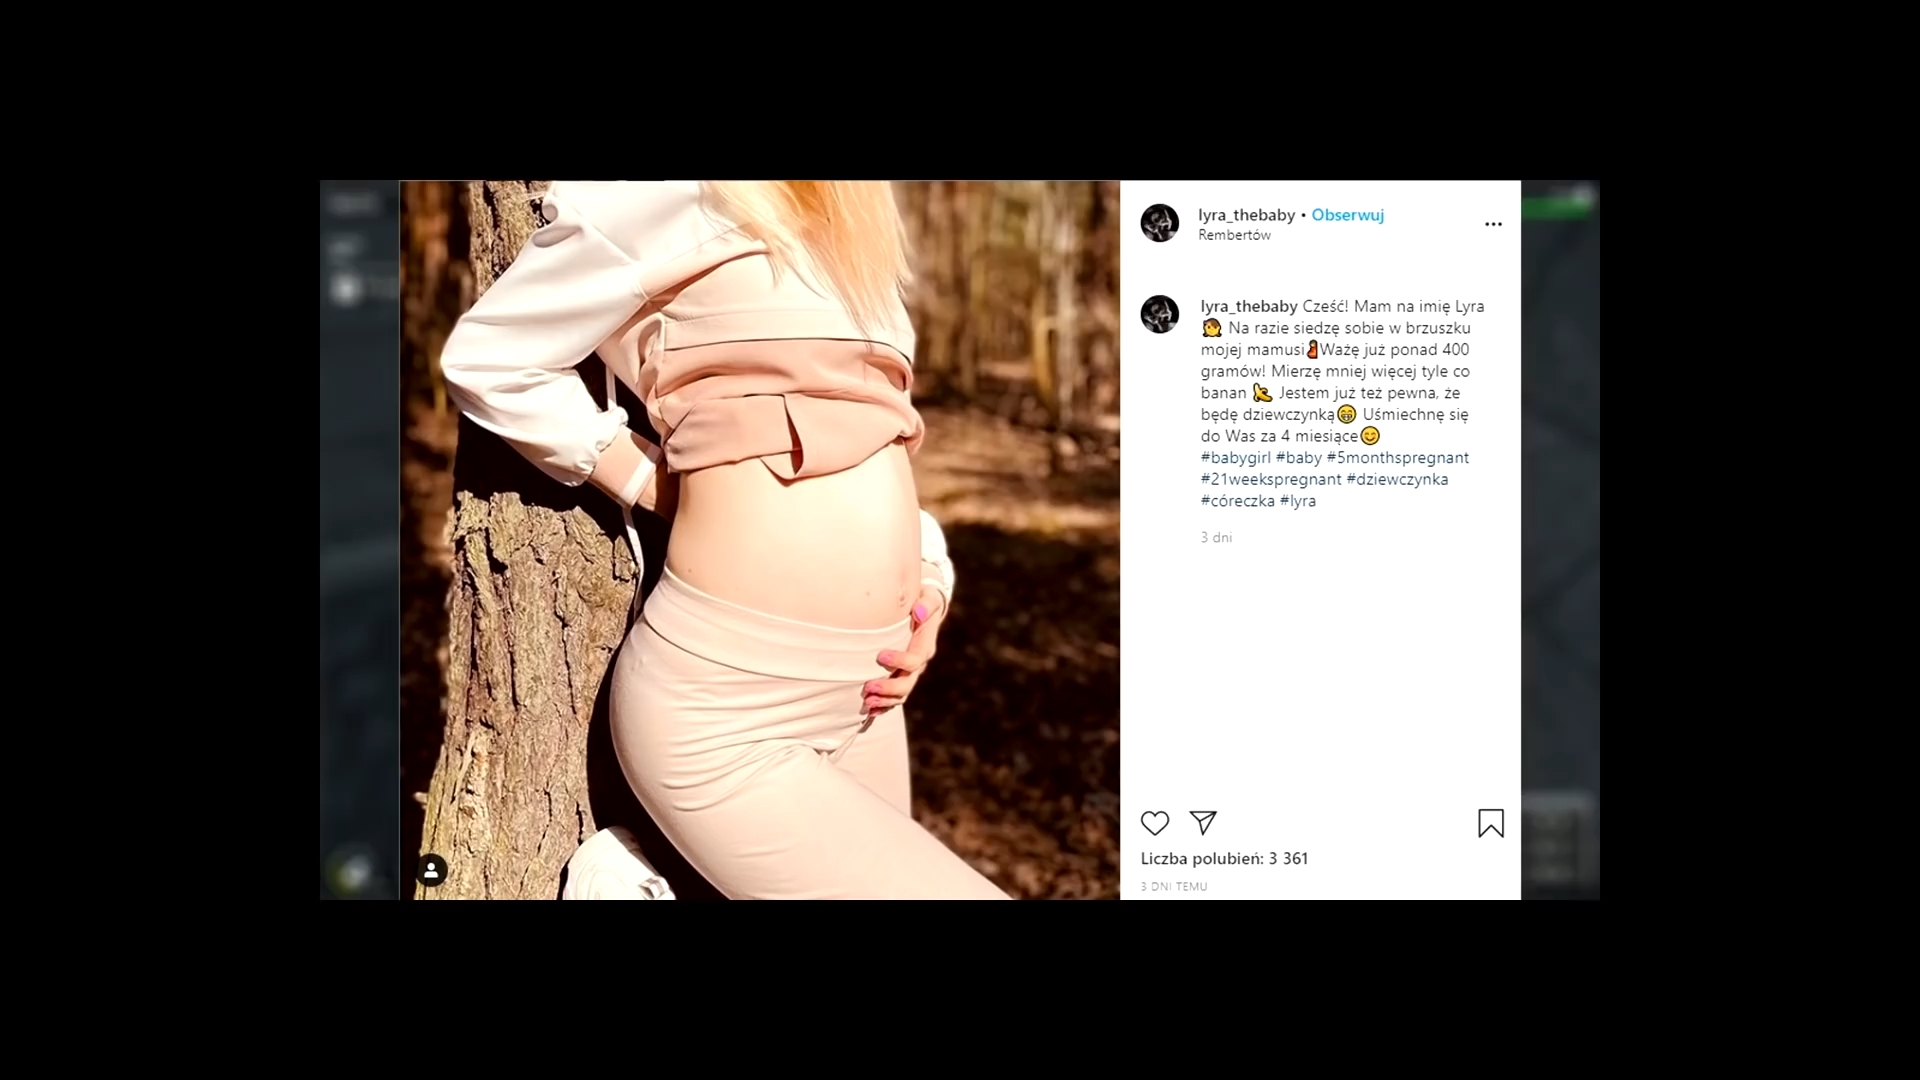 lyra_thebaby • Obserwuj
Rembertów
lyra_thebaby Cześć! Mam na imię Lyra
👧 Na razie siedzę sobie w brzuszku
mojej mamusi🤰Ważę już ponad 400
gramów! Mierzę mniej więcej tyle co
banan 🍌 Jestem już też pewna, że
będę dziewczynką😁 Uśmiechnę się
do Was za 4 miesiące😊
#babygirl #baby #5monthspregnant
#21weekspregnant #dziewczynka
#córeczka #lyra
3 dni
Liczba polubień: 3 361
3 DNI TEMU